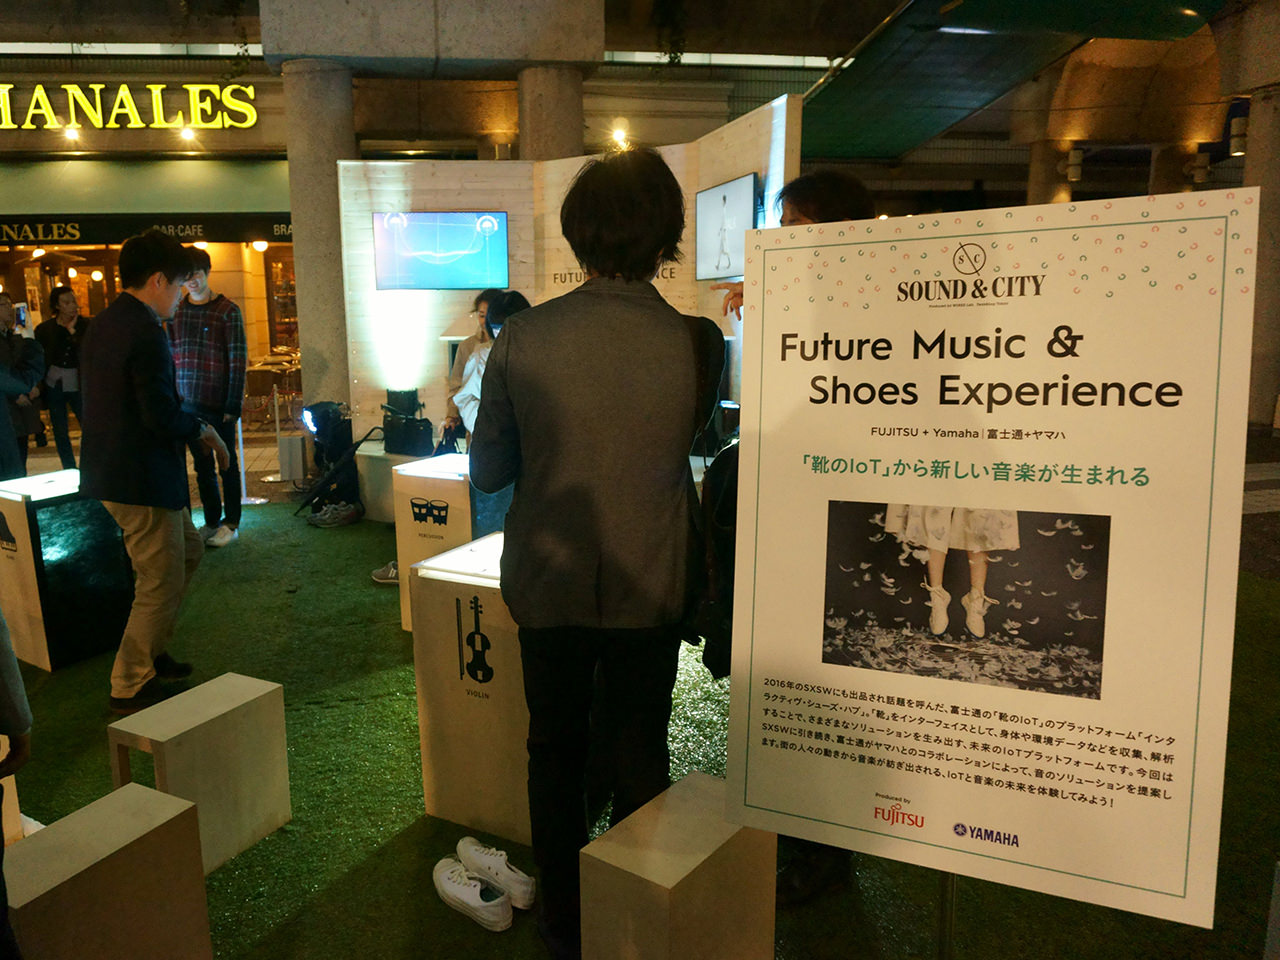 HANALES
NALES
BAR·CAFE
BRA
FUTU
CE
PERCUSSION
VIOLIN
S C
SOUND & CITY
Future Music &
Shoes Experience
FUJITSU + Yamaha | 富士通+ヤマハ
「靴のIoT」から新しい音楽が生まれる
2016年のSXSWにも出品され話題を呼んだ、富士通の「靴のIoT」のプラットフォーム「インタ
ラクティヴ・シューズ・ハブ」。「靴」をインターフェイスとして、身体や環境データなどを収集、解析
することで、さまざまなソリューションを生み出す、未来のIoTプラットフォームです。今回は
SXSWに引き続き、富士通がヤマハとのコラボレーションによって、音のソリューションを提案し
ます。街の人々の動きから音楽が紡ぎ出される、IoTと音楽の未来を体験してみよう!
Produced by
FUJITSU
YAMAHA